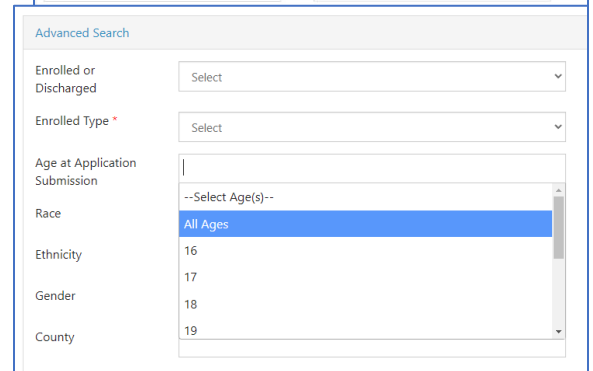 Advanced Search
Enrolled or
Discharged
Select
Enrolled Type *
Select
Age at Application
Submission
--Select Age(s)--
All Ages
16
17
18
19
Race
Ethnicity
Gender
County